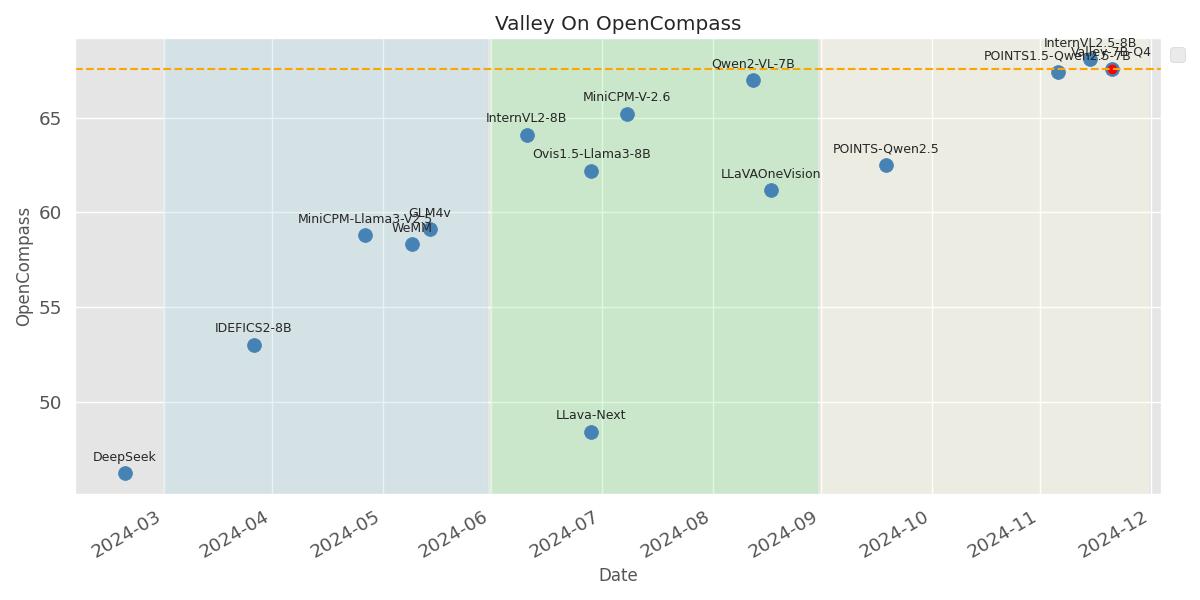 Valley On OpenCompass
InternVL2.5-8B
Valley-7B-Q4
POINTS1.5-Qwen2.5-7B
Qwen2-VL-7B
MiniCPM-V-2.6
InternVL2-8B
Ovis1.5-Llama3-8B
POINTS-Qwen2.5
LLaVAOneVision
GLM4v
MiniCPM-Llama3-V2.5
WeMM
IDEFICS2-8B
LLava-Next
DeepSeek
65
60
55
50
OpenCompass
2024-03
2024-04
2024-05
2024-06
2024-07
2024-08
2024-09
2024-10
2024-11
2024-12
Date